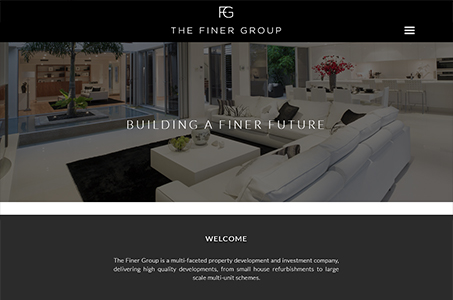 FG
THE FINER GROUP
BUILDING A FINER FUTURE
WELCOME
The Finer Group is a multi-faceted property development and investment company,
delivering high quality developments, from small house refurbishments to large
scale multi-unit schemes.